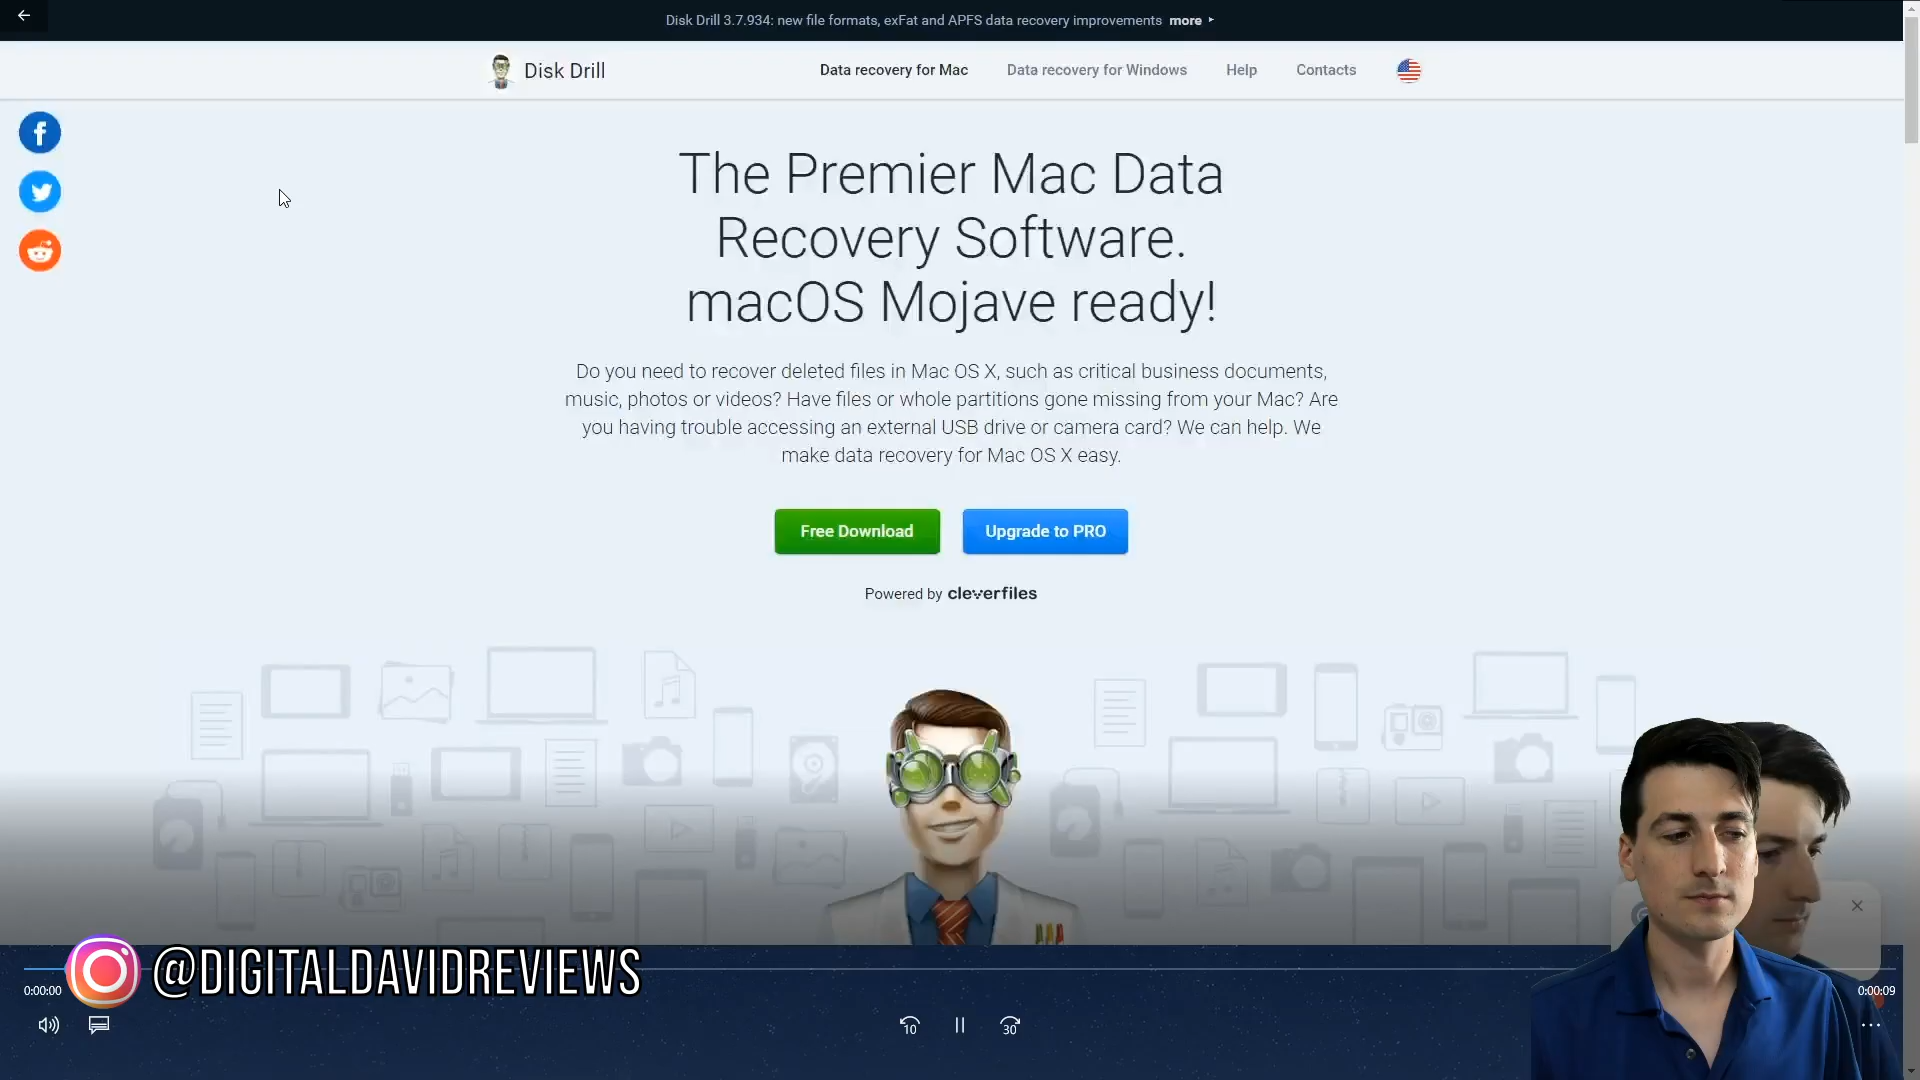 Disk Drill 3.7.934: new file formats, exFat and APFS data recovery improvements more
Disk Drill
Data recovery for Mac
Data recovery for Windows
Help
Contacts
The Premier Mac Data
Recovery Software.
macOS Mojave ready!
Do you need to recover deleted files in Mac OS X, such as critical business documents,
music, photos or videos? Have files or whole partitions gone missing from your Mac? Are
you having trouble accessing an external USB drive or camera card? We can help. We
make data recovery for Mac OS X easy.
Free Download
Upgrade to PRO
Powered by cleverfiles
@DIGITALDAVIDREVIEWS
0:00:00
0:00:09
10
30